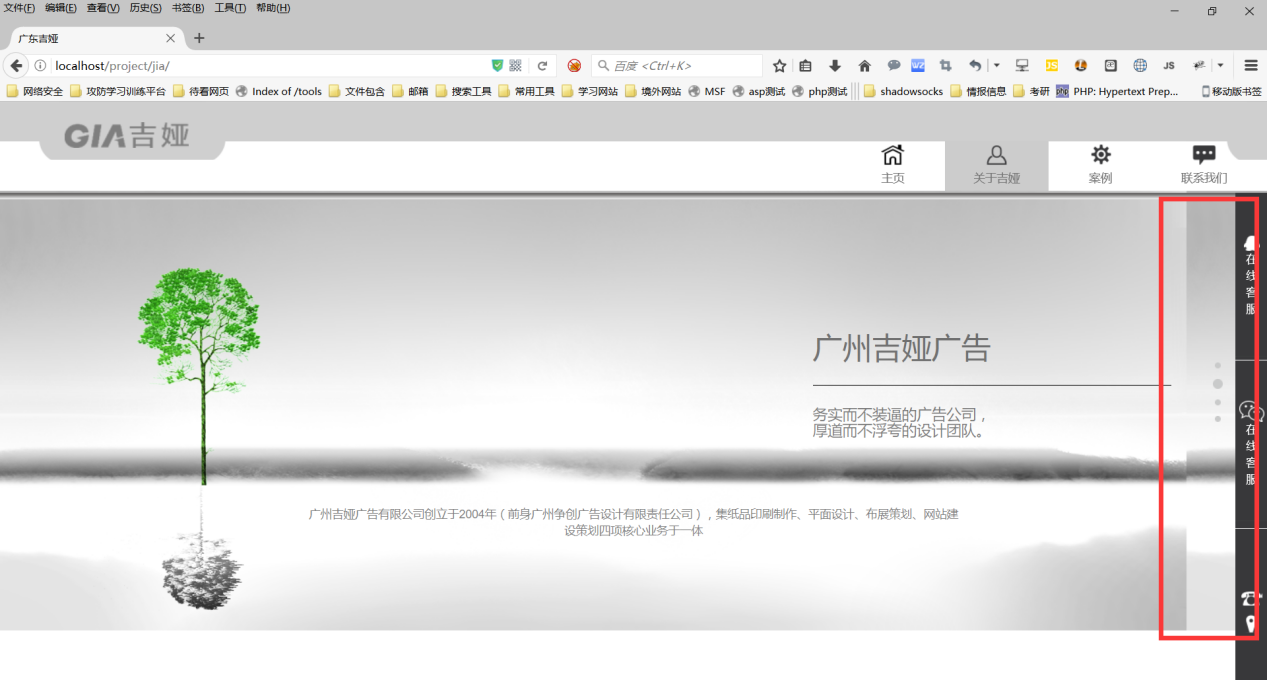 文件(F) 编辑(E) 查看(V) 历史(S) 书签(B) 工具(T) 帮助(H)
广东吉娅
localhost/project/jia/
百度 <Ctrl+K>
JS
JS
网络安全 攻防学习训练平台 待看网页 Index of /tools 文件包含 邮箱 搜索工具 常用工具 学习网站 境外网站 MSF asp测试 php测试 shadowsocks 情报信息 考研 PHP: Hypertext Prep... 移动版书签
GIA吉娅
主页 关于吉娅 案例 联系我们
广州吉娅广告
务实而不装逼的广告公司，
厚道而不浮夸的设计团队。
广州吉娅广告有限公司创立于2004年（前身广州争创广告设计有限责任公司），集纸品印刷制作、平面设计、布展策划、网站建
设策划四项核心业务于一体
在线客服
在线客服